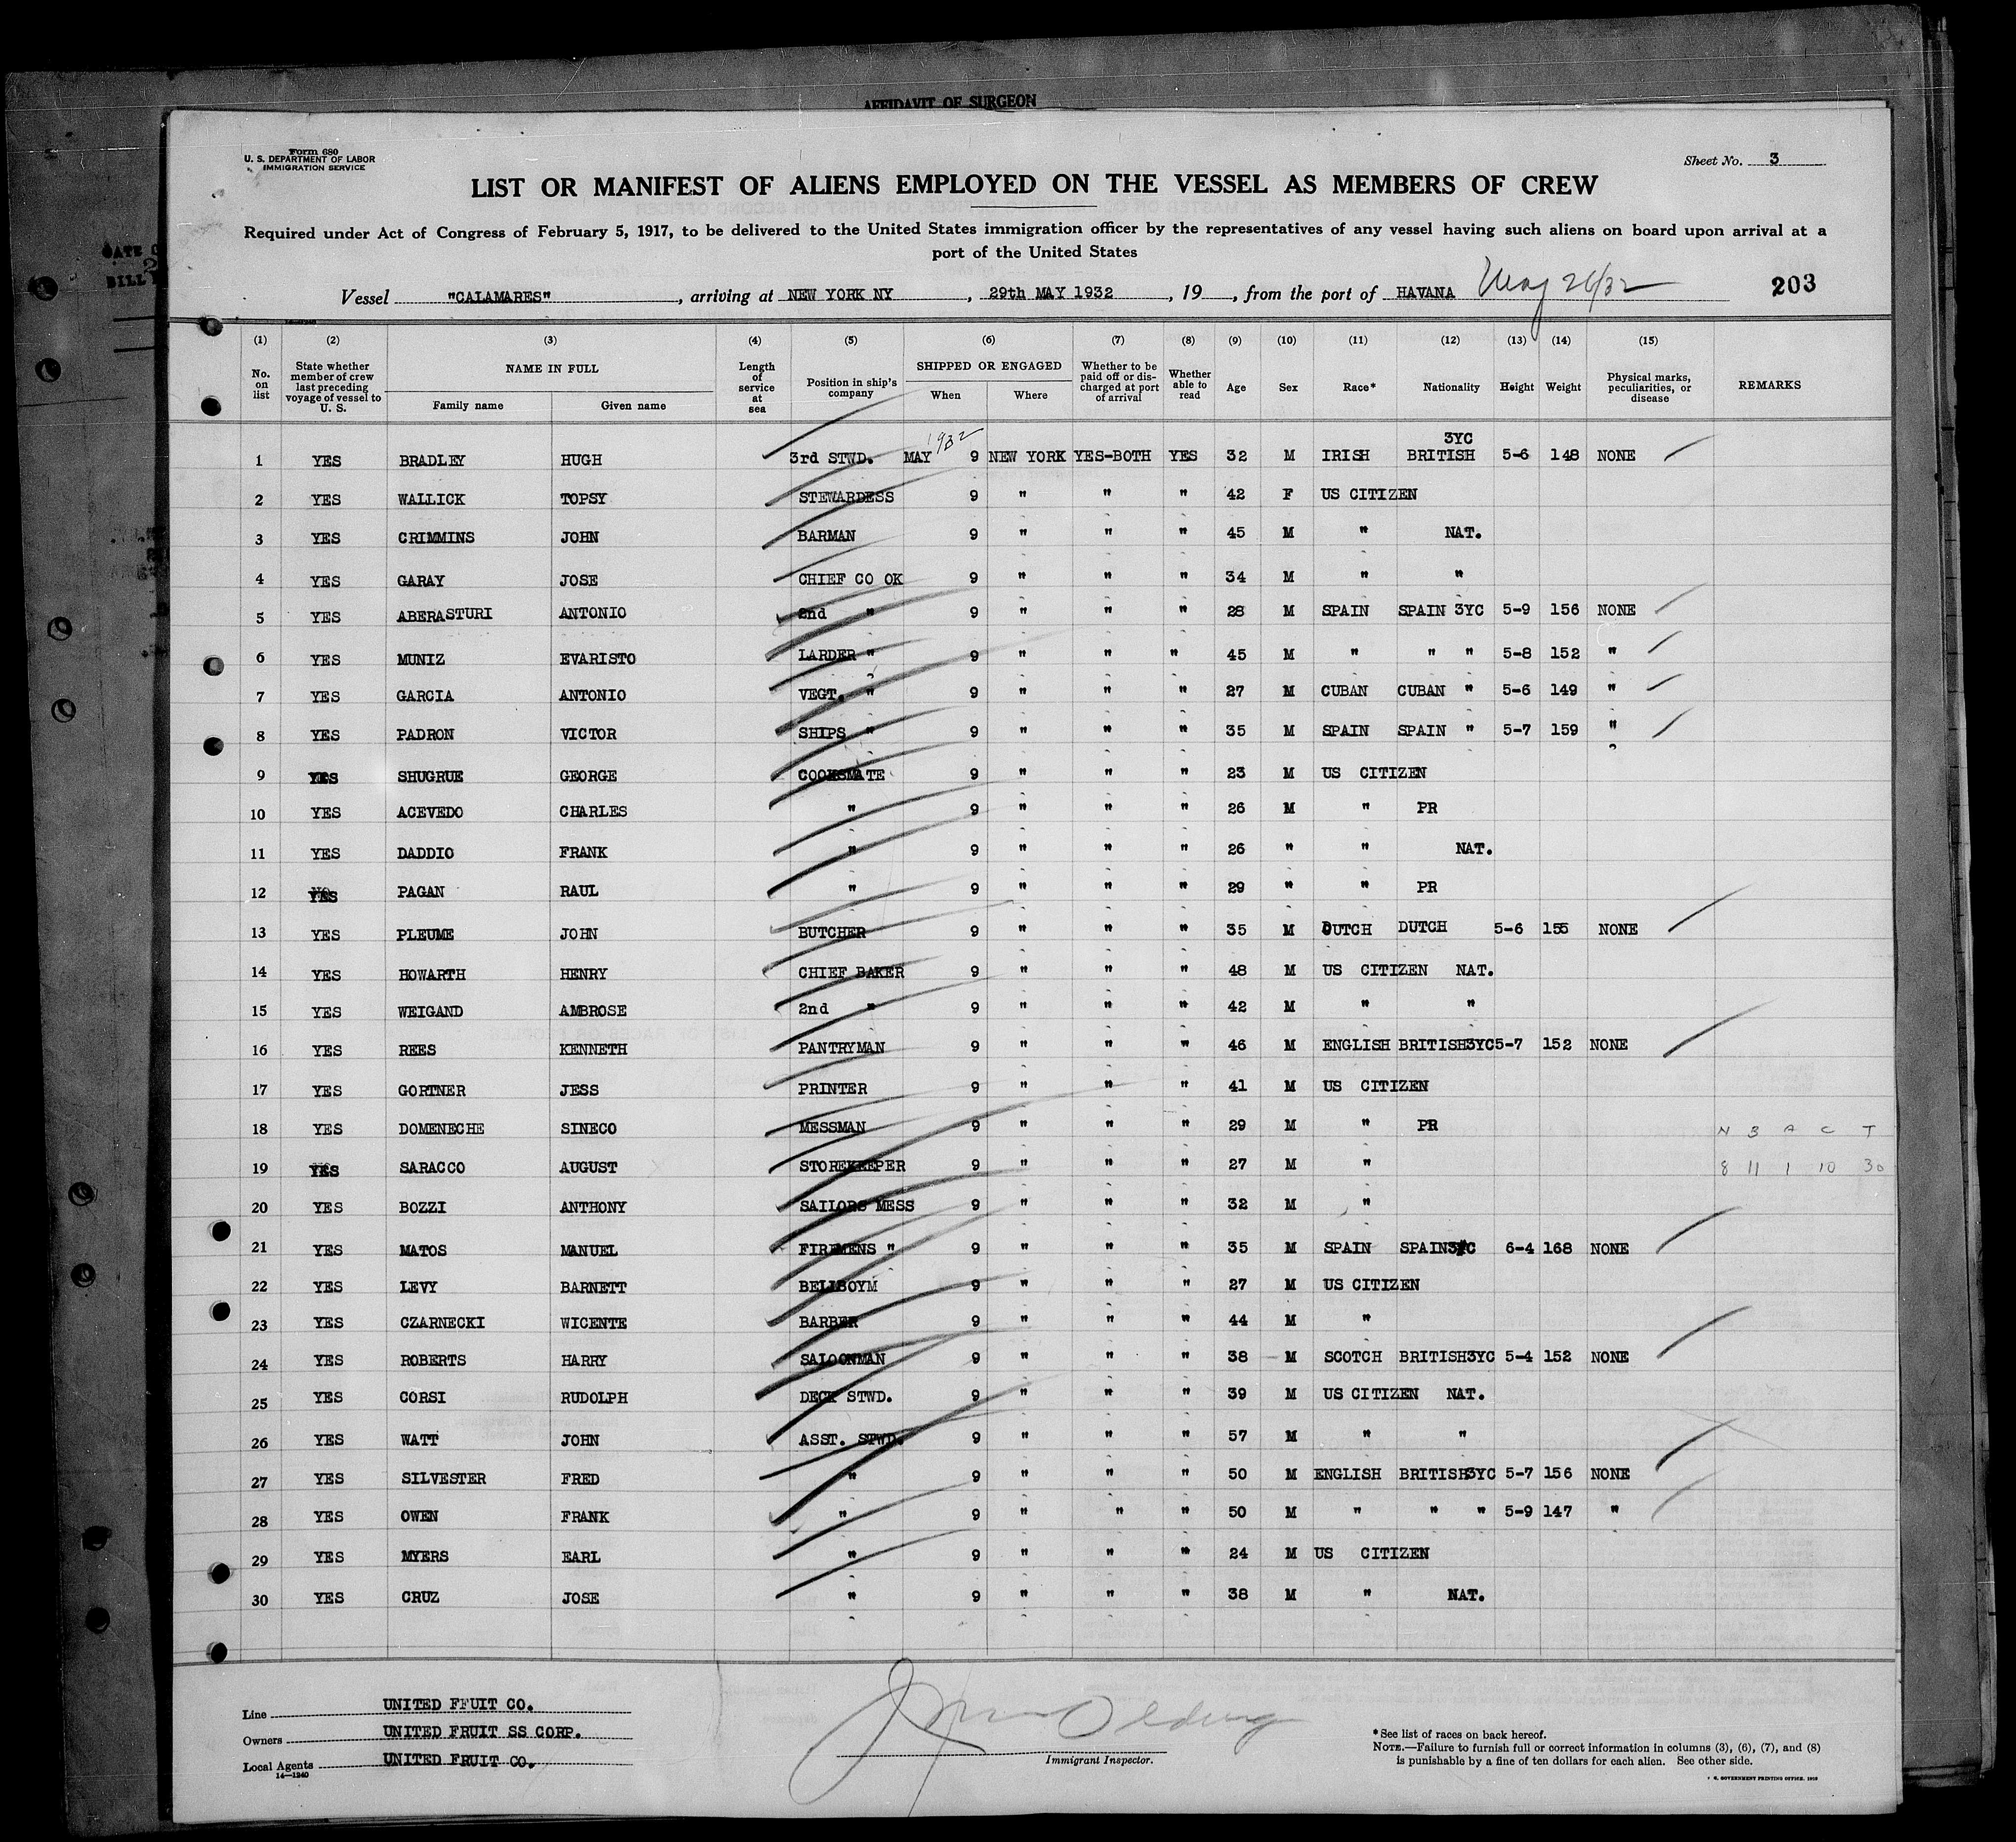 AFFIDAVIT OF SURGEON
Form 680
U. S. DEPARTMENT OF LABOR
IMMIGRATION SERVICE
Sheet No. 3
LIST OR MANIFEST OF ALIENS EMPLOYED ON THE VESSEL AS MEMBERS OF CREW
Required under Act of Congress of February 5, 1917, to be delivered to the United States immigration officer by the representatives of any vessel having such aliens on board upon arrival at a
port of the United States
Vessel "CALAMARES", arriving at NEW YORK NY, 29th MAY 1932, 19, from the port of HAVANA May 26/32 203
(1) (2) (3) (4) (5) (6) (7) (8) (9) (10) (11) (12) (13) (14) (15)
No. on list State whether member of crew last preceding voyage of vessel to U. S. NAME IN FULL Family name Given name Length of service at sea Position in ship's company SHIPPED OR ENGAGED When Where Whether to be paid off or discharged at port of arrival Whether able to read Age Sex Race* Nationality Height Weight Physical marks, peculiarities, or disease REMARKS
1 YES BRADLEY HUGH 3rd STWD. MAY 1932 9 NEW YORK YES-BOTH YES 32 M IRISH BRITISH 3YC 5-6 148 NONE
2 YES WALLICK TOPSY STEWARDESS 9 " " " 42 F US CITIZEN
3 YES CRIMMINS JOHN BARMAN 9 " " " 45 M " NAT.
4 YES GARAY JOSE CHIEF CO OK 9 " " " 34 M " "
5 YES ABERASTURI ANTONIO 2nd " 9 " " " 28 M SPAIN SPAIN 3YC 5-9 156 NONE
6 YES MUNIZ EVARISTO LARDER " 9 " " " 45 M " " " 5-8 152 "
7 YES GARCIA ANTONIO VEGT. " 9 " " " 27 M CUBAN CUBAN " 5-6 149 "
8 YES PADRON VICTOR SHIPS " 9 " " " 35 M SPAIN SPAIN " 5-7 159 "
9 YES SHUGRUE GEORGE COOKSMATE 9 " " " 23 M US CITIZEN
10 YES ACEVEDO CHARLES " 9 " " " 26 M " PR
11 YES DADDIO FRANK " 9 " " " 26 " " NAT.
12 YES PAGAN RAUL " 9 " " " 29 " " PR
13 YES PLEUME JOHN BUTCHER 9 " " " 35 M DUTCH DUTCH 5-6 155 NONE
14 YES HOWARTH HENRY CHIEF BAKER 9 " " " 48 M US CITIZEN NAT.
15 YES WEIGAND AMBROSE 2nd " 9 " " " 42 M " "
16 YES REES KENNETH PANTRYMAN 9 " " " 46 M ENGLISH BRITISH3YC5-7 152 NONE
17 YES GORTNER JESS PRINTER 9 " " " 41 M US CITIZEN
18 YES DOMENECHE SINECO MESSMAN 9 " " " 29 M " PR N B A C T
19 YES SARACCO AUGUST STOREKEEPER 9 " " " 27 M " 8 11 1 10 30
20 YES BOZZI ANTHONY SAILORS MESS 9 " " " 32 M "
21 YES MATOS MANUEL FIREMENS " 9 " " " 35 M SPAIN SPAIN3YC 6-4 168 NONE
22 YES LEVY BARNETT BELLBOYM 9 " " " 27 M US CITIZEN
23 YES CZARNECKI WICENTE BARBER 9 " " " 44 M "
24 YES ROBERTS HARRY SALOONMAN 9 " " " 38 M SCOTCH BRITISH3YC 5-4 152 NONE
25 YES CORSI RUDOLPH DECK STWD. 9 " " " 39 M US CITIZEN NAT.
26 YES WATT JOHN ASST. STWD. 9 " " " 57 M " "
27 YES SILVESTER FRED " 9 " " " 50 M ENGLISH BRITISH3YC 5-7 156 NONE
28 YES OWEN FRANK " 9 " " " 50 M " " " 5-9 147 "
29 YES MYERS EARL " 9 " " " 24 M US CITIZEN
30 YES CRUZ JOSE " 9 " " " 38 M " NAT.
Line UNITED FFUIT CO.
Owners UNITED FRUIT SS CORP.
Local Agents UNITED FRUIT CO.
14—1240
Immigrant Inspector.
* See list of races on back hereof.
NOTE.—Failure to furnish full or correct information in columns (3), (6), (7), and (8)
is punishable by a fine of ten dollars for each alien. See other side.